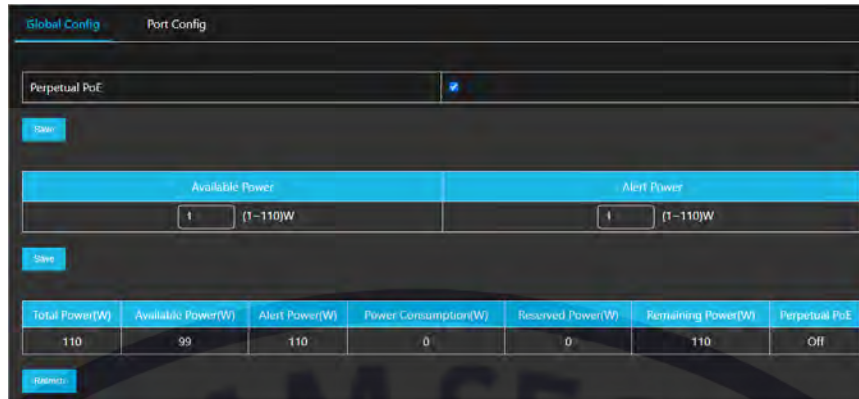 Global Config Port Config
Perpetual PoE
Save
Available Power Alert Power
1 (1~110)W 1 (1~110)W
Save
Total Power(W) Available Power(W) Alert Power(W) Power Consumption(W) Reserved Power(W) Remaining Power(W) Perpetual PoE
110 99 110 0 0 110 Off
Refresh